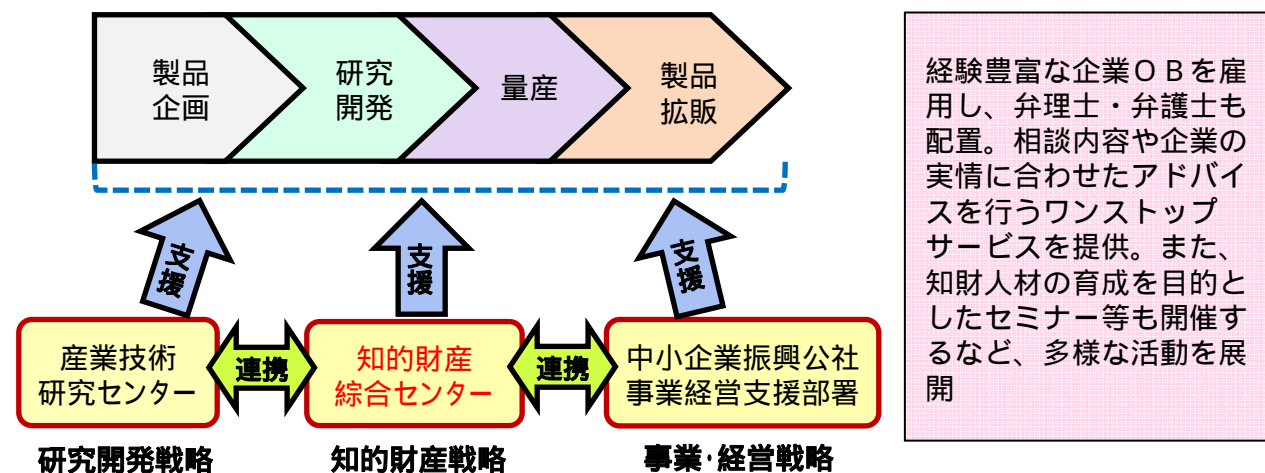 製品
企画
研究
開発
量産
製品
拡販
支援
支援
支援
産業技術
研究センター
連携
知的財産
綜合センター
連携
中小企業振興公社
事業経営支援部署
研究開発戦略
知的財産戦略
事業・経営戦略
経験豊富な企業ＯＢを雇
用し、弁理士・弁護士も
配置。相談内容や企業の
実情に合わせたアドバイ
スを行うワンストップ
サービスを提供。また、
知財人材の育成を目的と
したセミナー等も開催す
るなど、多様な活動を展
開